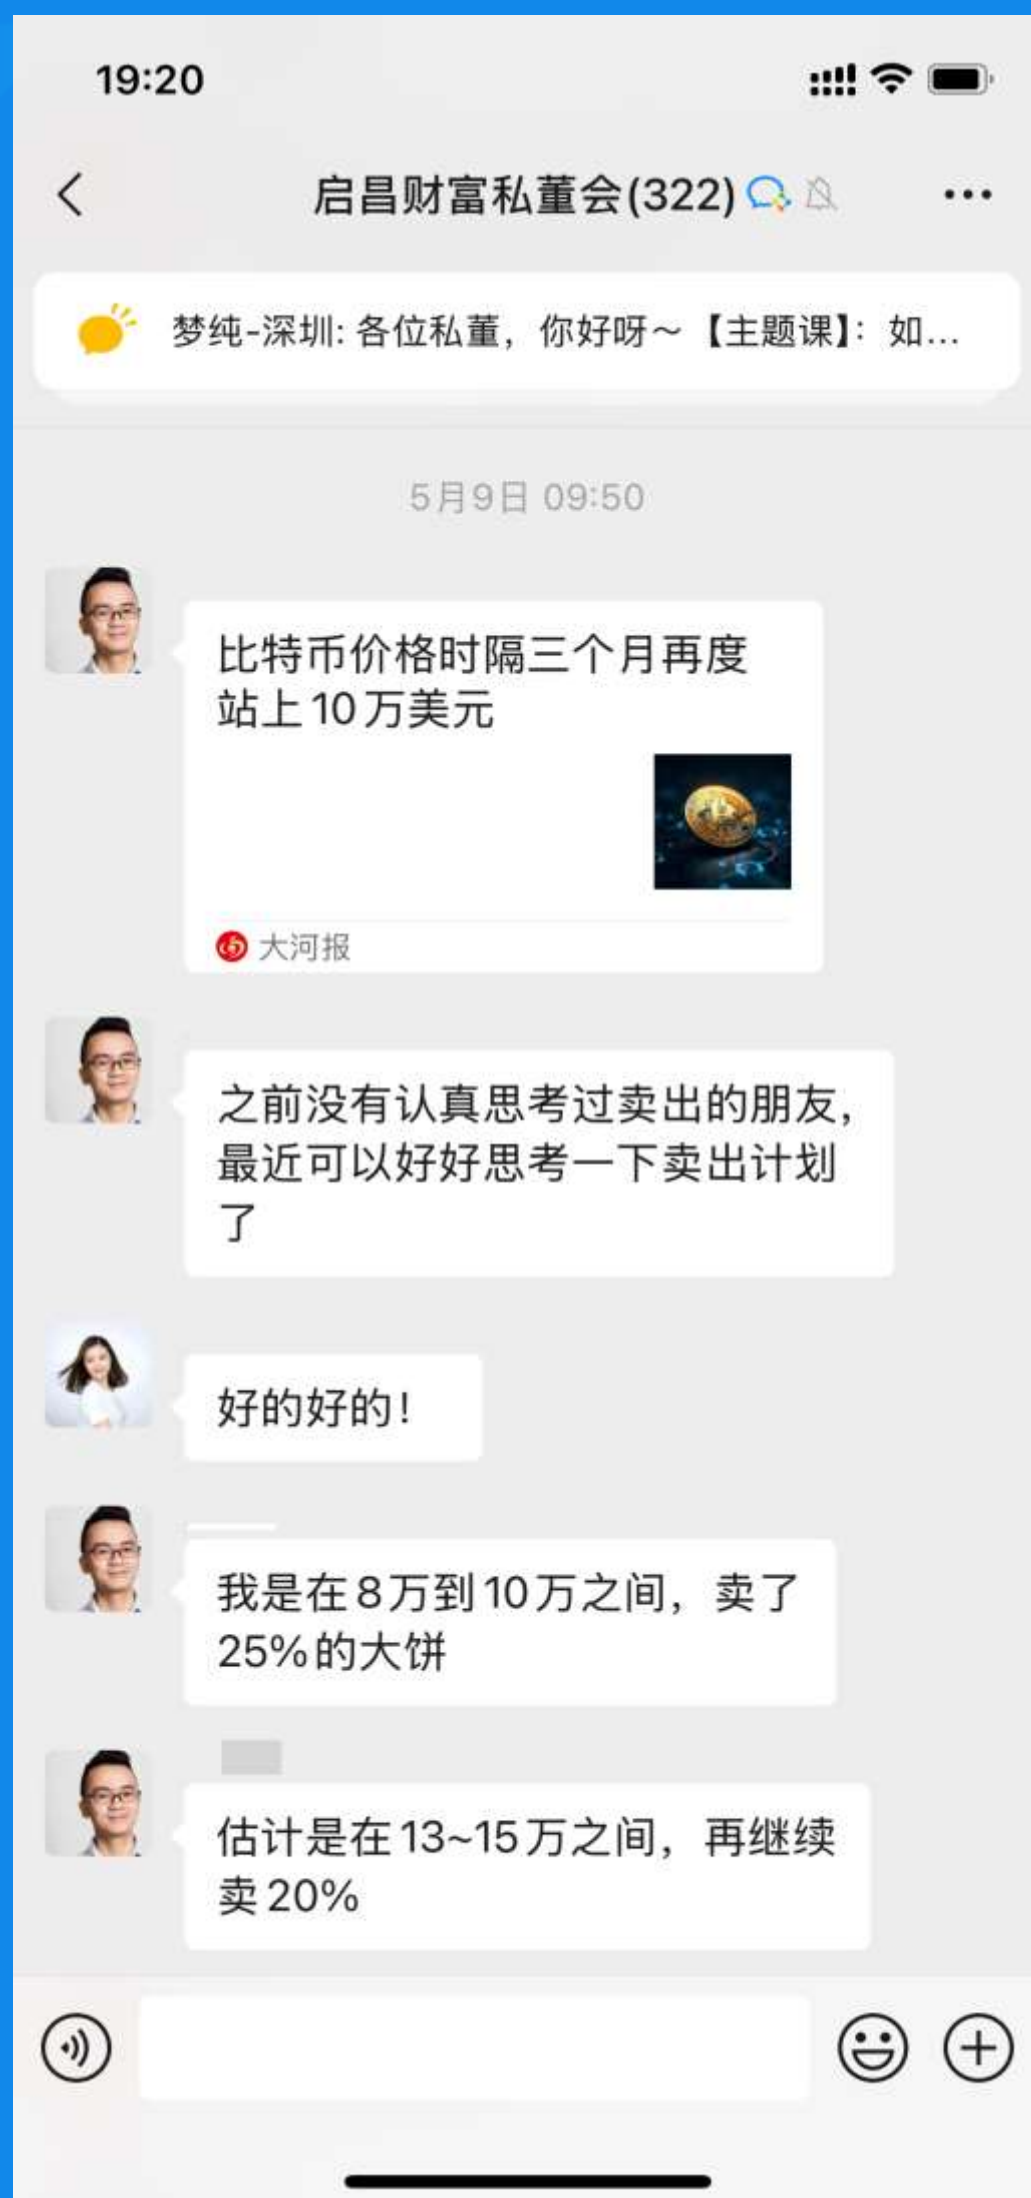 19:20
启昌财富私董会(322)
梦纯-深圳: 各位私董，你好呀～【主题课】：如...
5月9日 09:50
比特币价格时隔三个月再度
站上10万美元
大河报
之前没有认真思考过卖出的朋友，
最近可以好好思考一下卖出计划
了
好的好的！
我是在8万到10万之间，卖了
25%的大饼
估计是在13~15万之间，再继续
卖20%